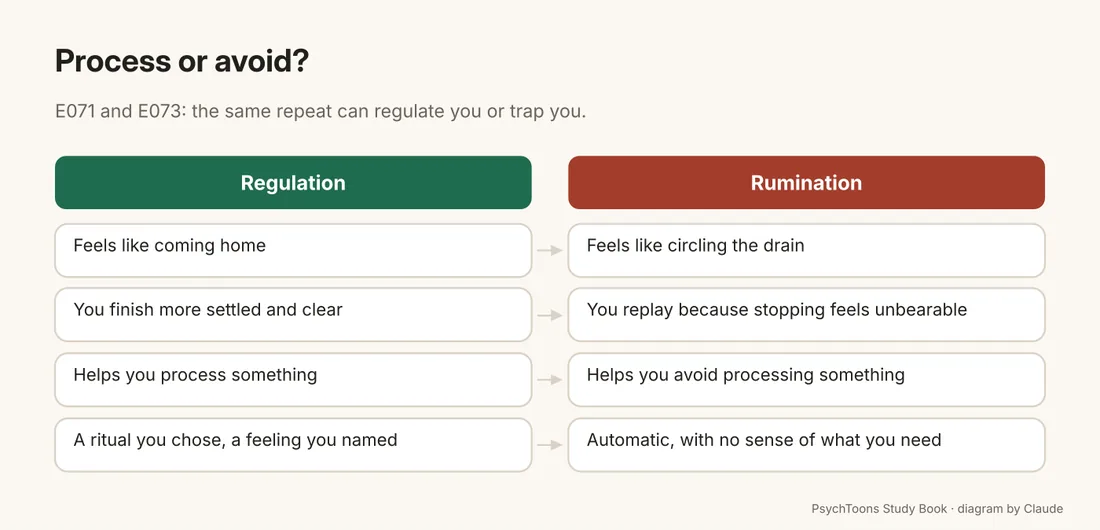 Process or avoid?
E071 and E073: the same repeat can regulate you or trap you.
Regulation
Rumination
Feels like coming home
Feels like circling the drain
You finish more settled and clear
You replay because stopping feels unbearable
Helps you process something
Helps you avoid processing something
A ritual you chose, a feeling you named
Automatic, with no sense of what you need
PsychToons Study Book · diagram by Claude